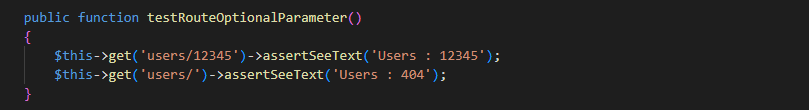 public function testRouteOptionalParameter()
{
$this->get('users/12345')->assertSeeText('Users : 12345');
$this->get('users/')->assertSeeText('Users : 404');
}